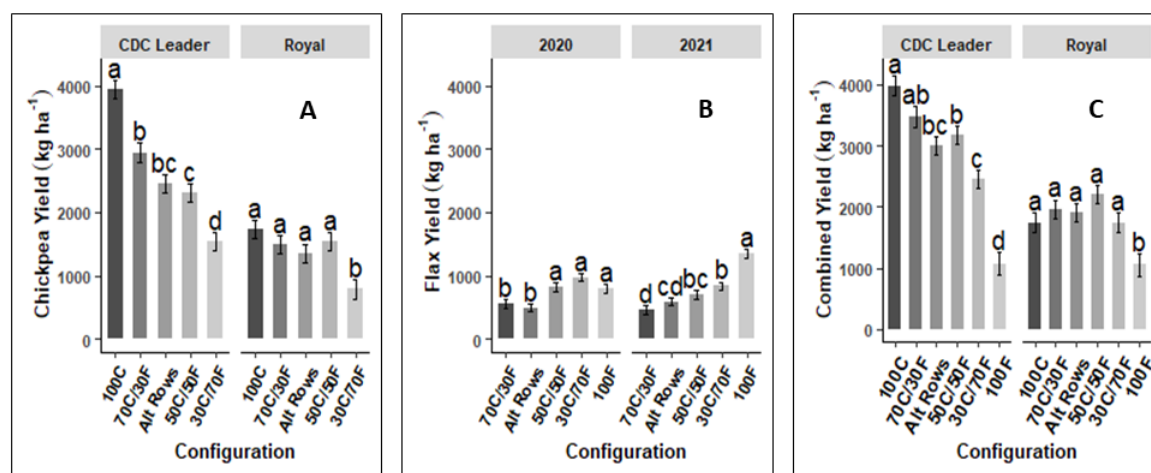 CDC Leader Royal
A
Chickpea Yield (kg ha⁻¹)
4000
3000
2000
1000
0
a b bc c d
a a a a b
100C 70C/30F Alt Rows 50C/50F 30C/70F
100C 70C/30F Alt Rows 50C/50F 30C/70F
Configuration
2020 2021
B
Flax Yield (kg ha⁻¹)
4000
3000
2000
1000
0
b b a a a
d cd bc b a
70C/30F Alt Rows 50C/50F 30C/70F 100F
70C/30F Alt Rows 50C/50F 30C/70F 100F
Configuration
CDC Leader Royal
C
Combined Yield (kg ha⁻¹)
4000
3000
2000
1000
0
a ab bc b c d
a a a a a b
100C 70C/30F Alt Rows 50C/50F 30C/70F 100F
100C 70C/30F Alt Rows 50C/50F 30C/70F 100F
Configuration